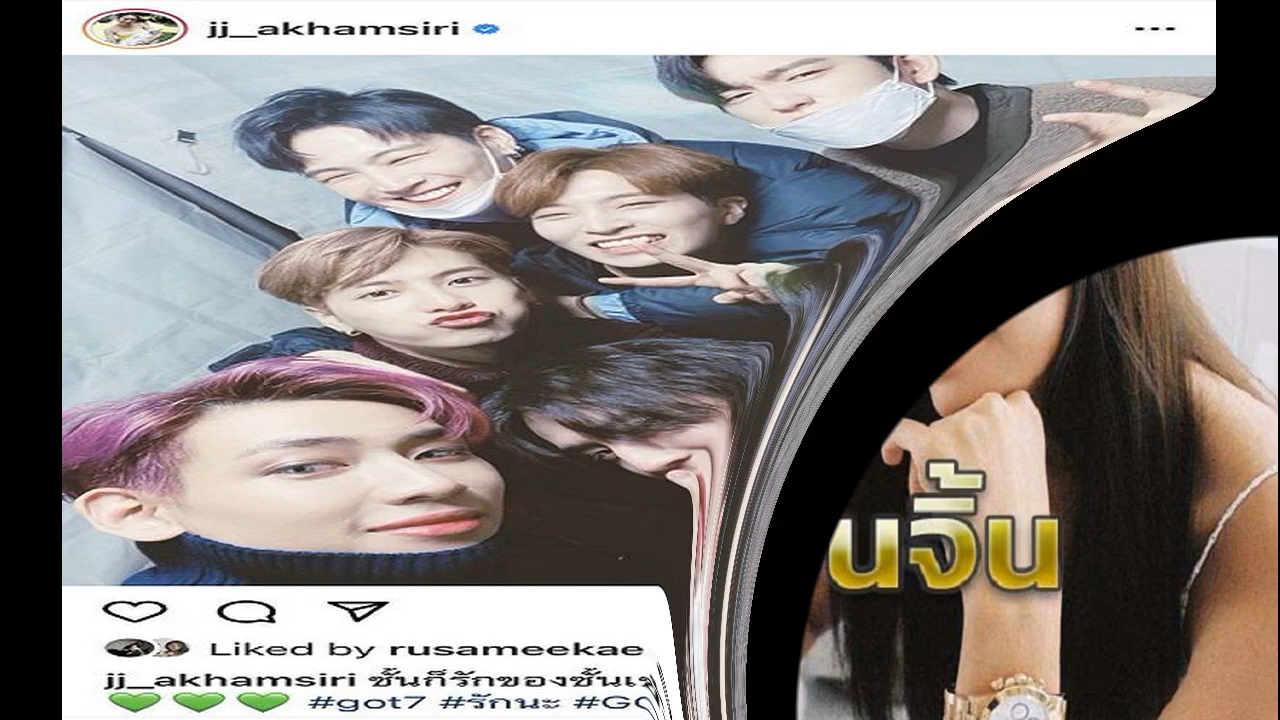 jj__akhamsiri
Liked by rusameekae
jj__akhamsiri ชั้นก็รักของชั้น
💚 💚 💚 #got7 #รักนะ
นจิ้น